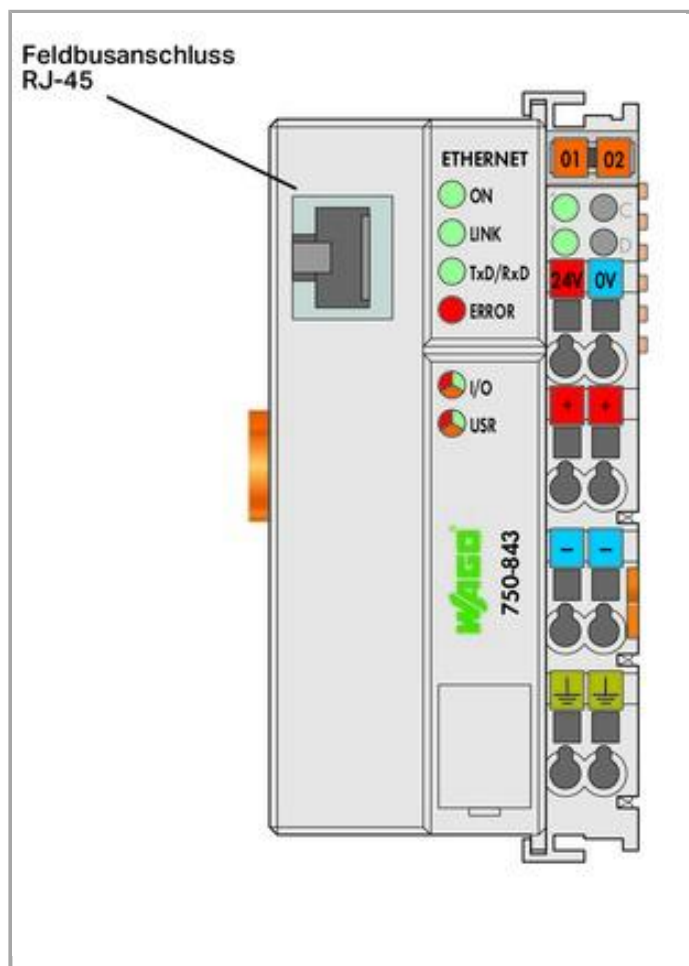 Feldbusanschluss
RJ-45
ETHERNET
ON
LINK
TxD/RxD
ERROR
I/O
USR
WAGO
750-843
01 02
C
D
24V 0V
+ +
− −